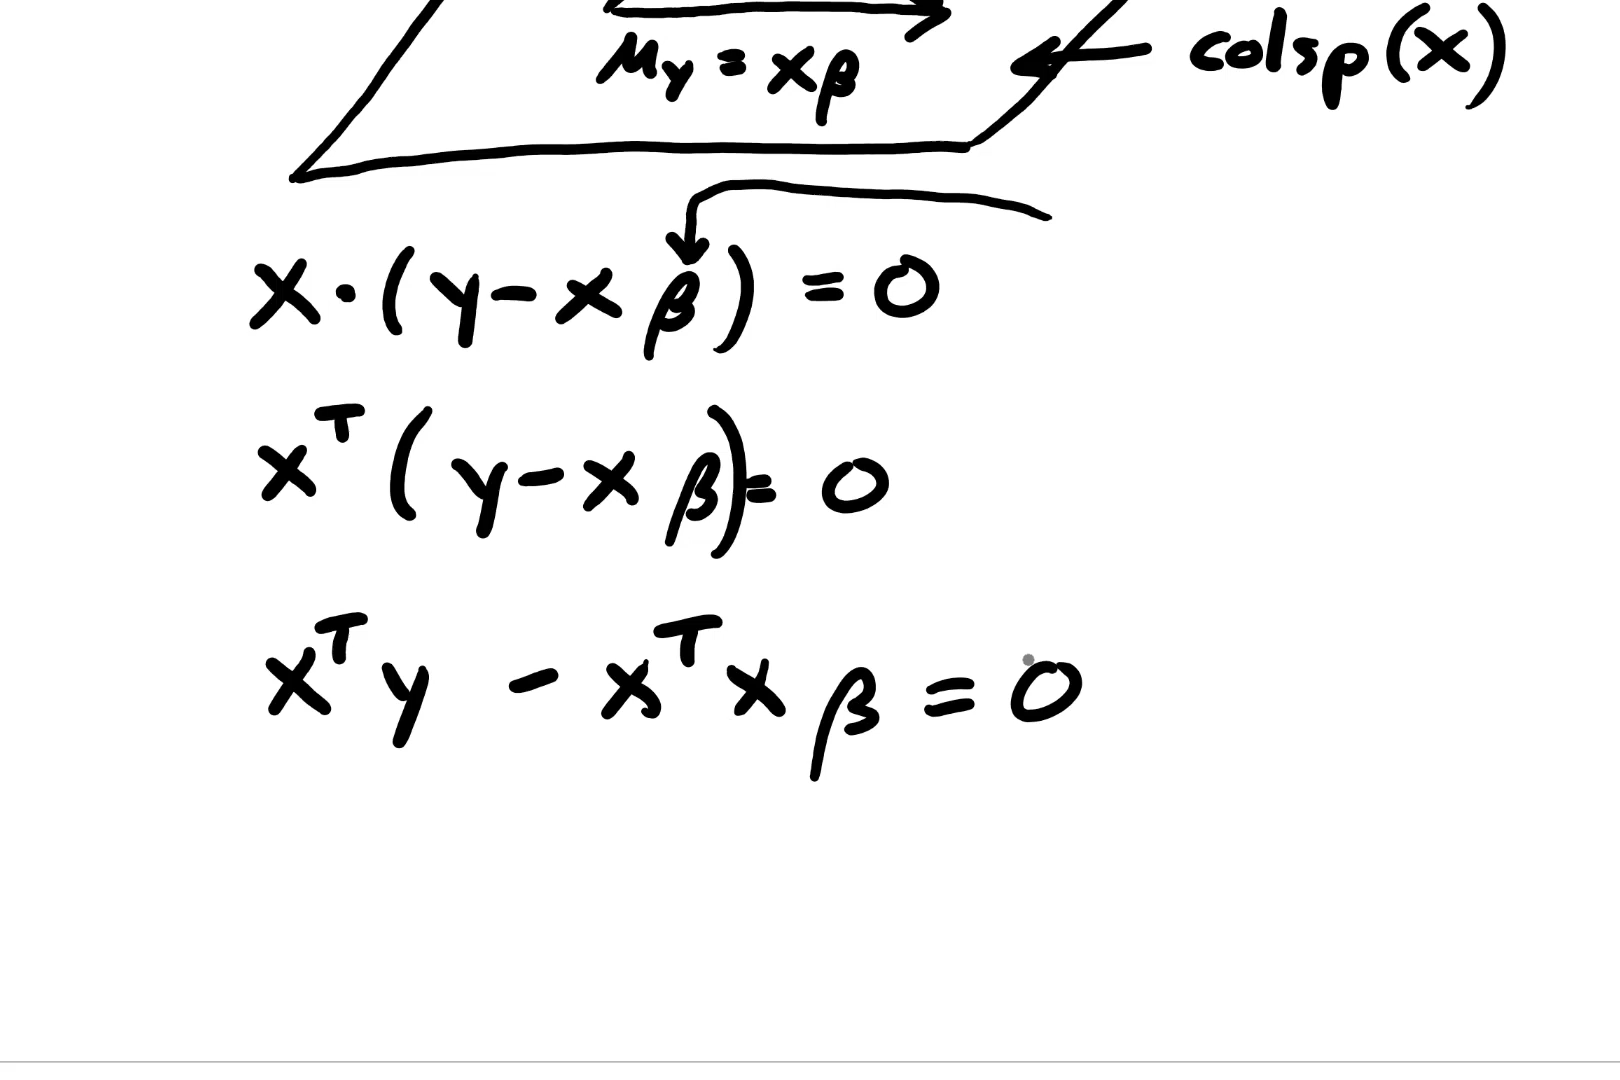 μy = xβ
colsp(x)
x·(y-xβ) = 0
xᵀ(y-xβ) = 0
xᵀy - xᵀxβ = 0